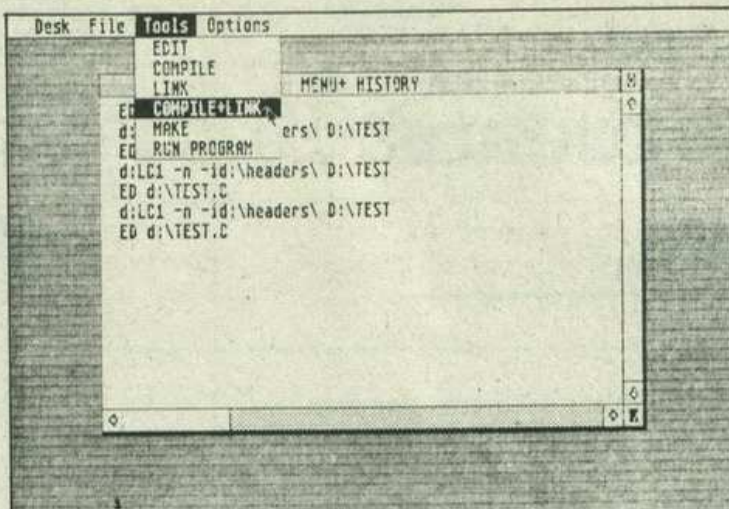 Desk File Tools Options
EDIT
COMPILE
LINK
COMPILE+LINK
MAKE
RUN PROGRAM
MENU+ HISTORY
ers\ D:\TEST
ED
d:LC1 -n -id:\headers\ D:\TEST
ED d:\TEST.C
d:LC1 -n -id:\headers\ D:\TEST
ED d:\TEST.C